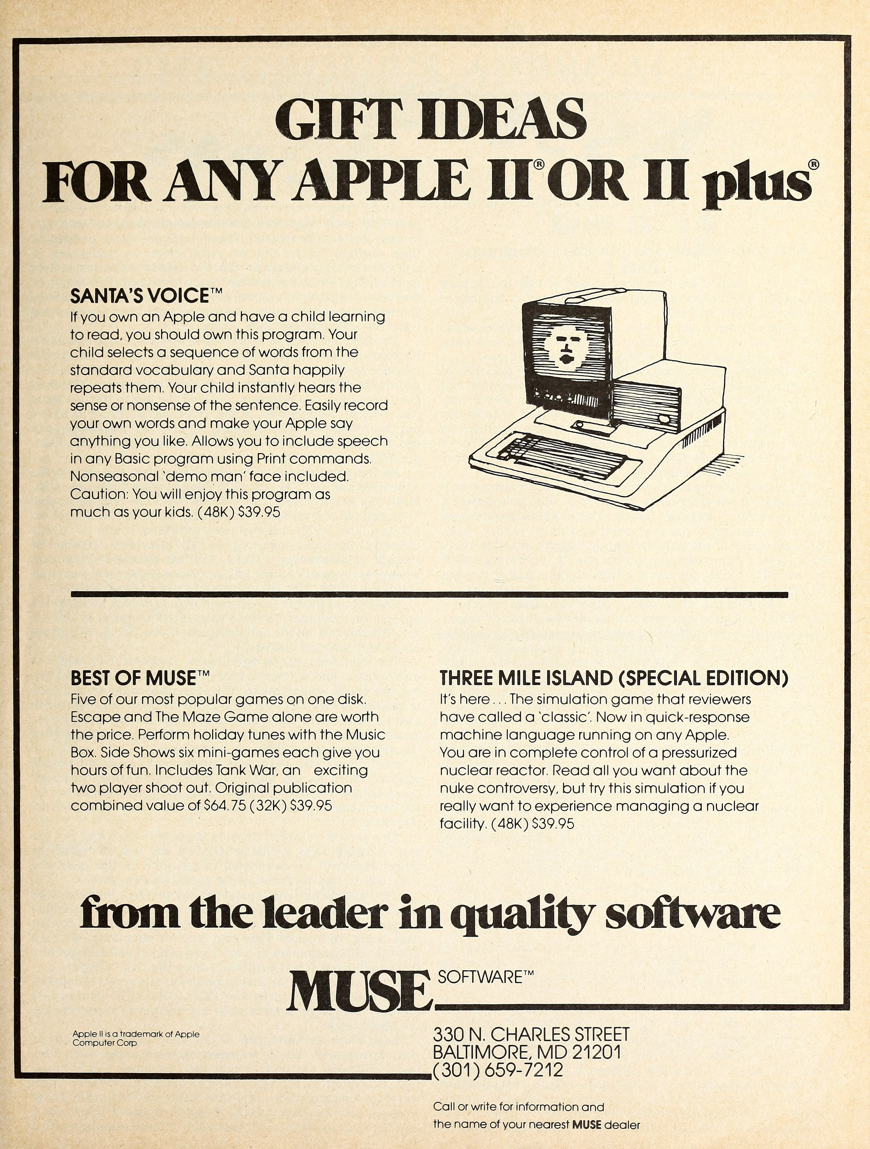 GIFT IDEAS
FOR ANY APPLE II® OR II plus®
SANTA'S VOICE™
If you own an Apple and have a child learning
to read, you should own this program. Your
child selects a sequence of words from the
standard vocabulary and Santa happily
repeats them. Your child instantly hears the
sense or nonsense of the sentence. Easily record
your own words and make your Apple say
anything you like. Allows you to include speech
in any Basic program using Print commands.
Nonseasonal 'demo man' face included.
Caution: You will enjoy this program as
much as your kids. (48K) $39.95
BEST OF MUSE™
Five of our most popular games on one disk.
Escape and The Maze Game alone are worth
the price. Perform holiday tunes with the Music
Box. Side Shows six mini-games each give you
hours of fun. Includes Tank War, an exciting
two player shoot out. Original publication
combined value of $64.75 (32K) $39.95
THREE MILE ISLAND (SPECIAL EDITION)
It's here . . . The simulation game that reviewers
have called a 'classic'. Now in quick-response
machine language running on any Apple.
You are in complete control of a pressurized
nuclear reactor. Read all you want about the
nuke controversy, but try this simulation if you
really want to experience managing a nuclear
facility. (48K) $39.95
from the leader in quality software
MUSE SOFTWARE™
Apple II is a trademark of Apple
Computer Corp
330 N. CHARLES STREET
BALTIMORE, MD 21201
(301) 659-7212
Call or write for information and
the name of your nearest MUSE dealer